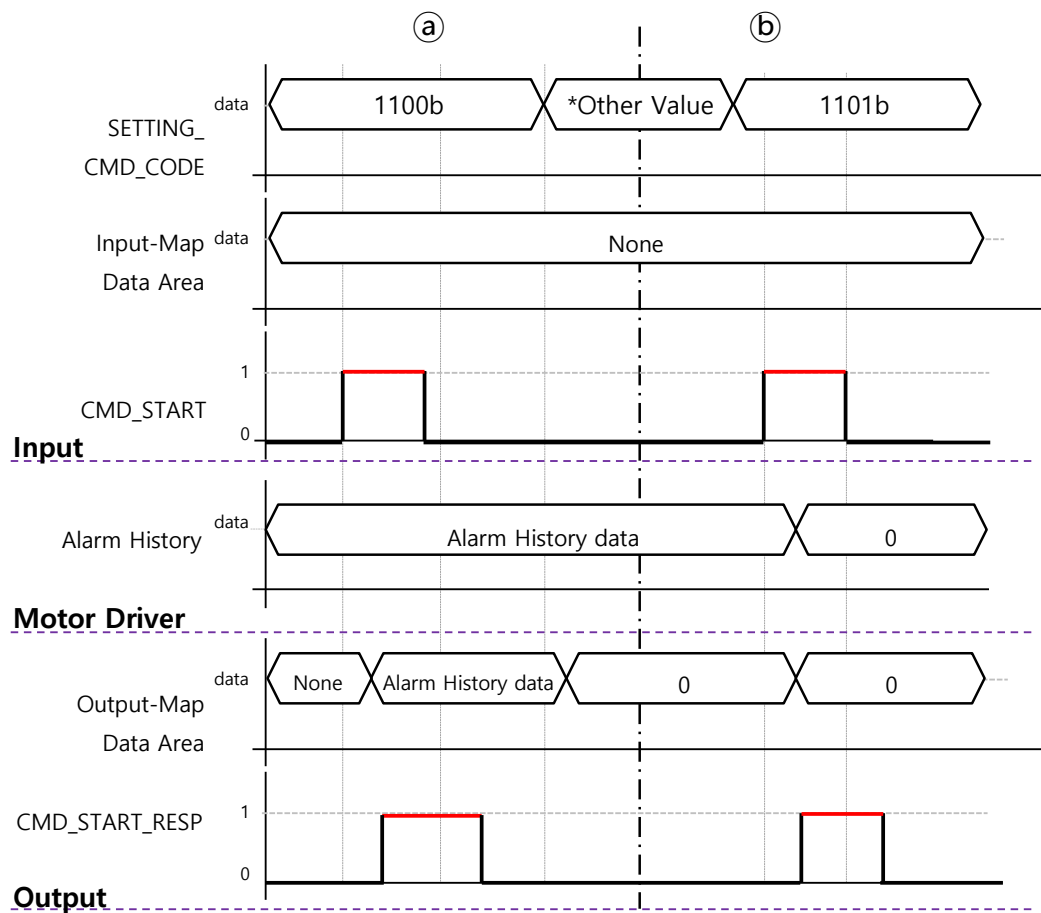 ⓐ ⓑ
data 1100b *Other Value 1101b
SETTING_
CMD_CODE
Input-Map data None
Data Area
1
CMD_START
0
Input
data
Alarm History Alarm History data 0
Motor Driver
data None Alarm History data 0 0
Output-Map
Data Area
1
CMD_START_RESP
0
Output